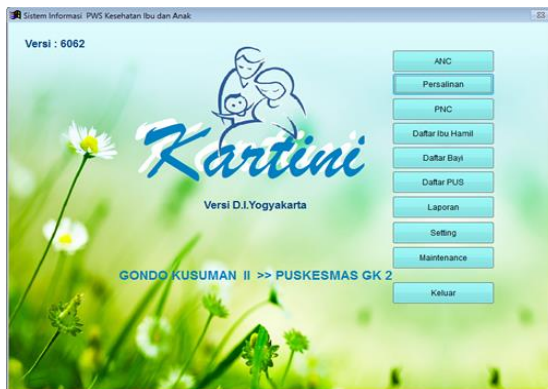 Sistem Informasi PWS Kesehatan Ibu dan Anak
Versi : 6062
Kartini
Versi D.I.Yogyakarta
GONDO KUSUMAN II >> PUSKESMAS GK 2
ANC
Persalinan
PNC
Daftar Ibu Hamil
Daftar Bayi
Daftar PUS
Laporan
Setting
Maintenance
Keluar